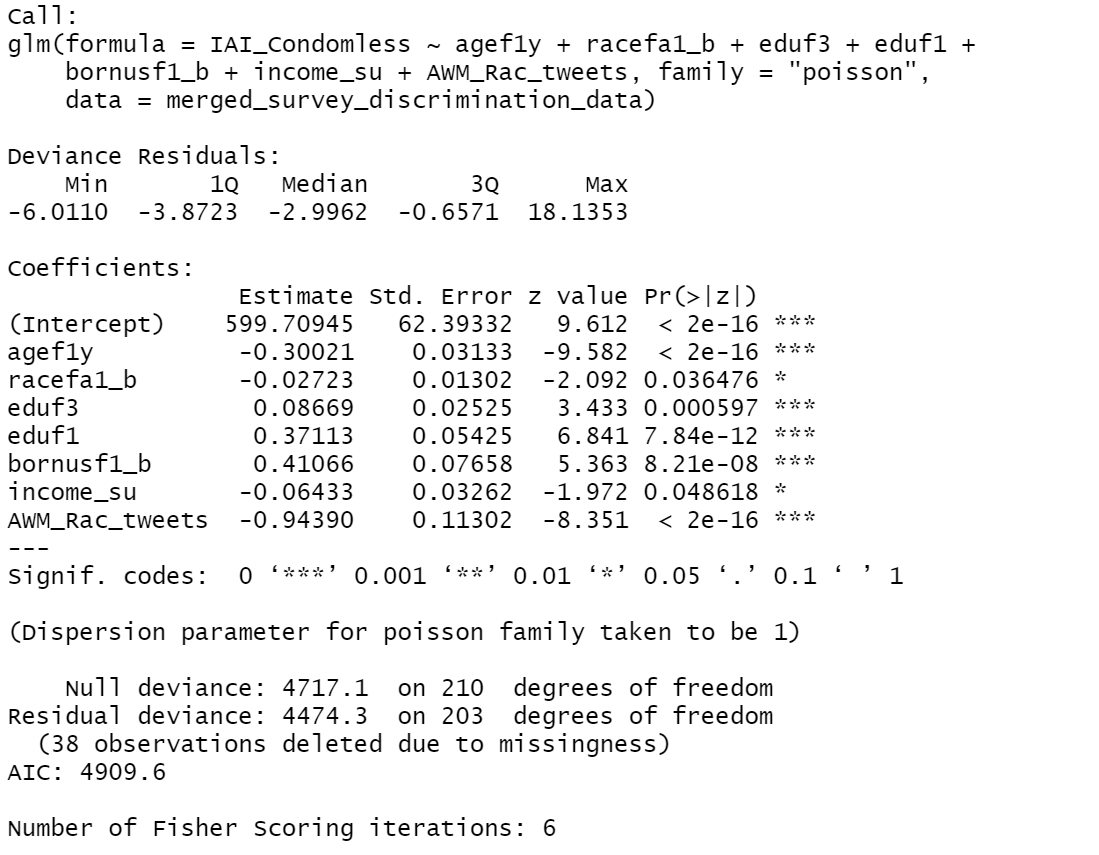 Call:
glm(formula = IAI_Condomless ~ agef1y + racefa1_b + eduf3 + eduf1 +
    bornusf1_b + income_su + AWM_Rac_tweets, family = "poisson",
    data = merged_survey_discrimination_data)

Deviance Residuals:
    Min       1Q   Median       3Q      Max
-6.0110  -3.8723  -2.9962  -0.6571  18.1353

Coefficients:
                Estimate Std. Error z value Pr(>|z|)
(Intercept)    599.70945   62.39332   9.612  < 2e-16 ***
agef1y          -0.30021    0.03133  -9.582  < 2e-16 ***
racefa1_b       -0.02723    0.01302  -2.092 0.036476 *
eduf3            0.08669    0.02525   3.433 0.000597 ***
eduf1            0.37113    0.05425   6.841 7.84e-12 ***
bornusf1_b       0.41066    0.07658   5.363 8.21e-08 ***
income_su       -0.06433    0.03262  -1.972 0.048618 *
AWM_Rac_tweets  -0.94390    0.11302  -8.351  < 2e-16 ***
---
Signif. codes:  0 ‘***’ 0.001 ‘**’ 0.01 ‘*’ 0.05 ‘.’ 0.1 ‘ ’ 1

(Dispersion parameter for poisson family taken to be 1)

    Null deviance: 4717.1  on 210  degrees of freedom
Residual deviance: 4474.3  on 203  degrees of freedom
  (38 observations deleted due to missingness)
AIC: 4909.6

Number of Fisher Scoring iterations: 6